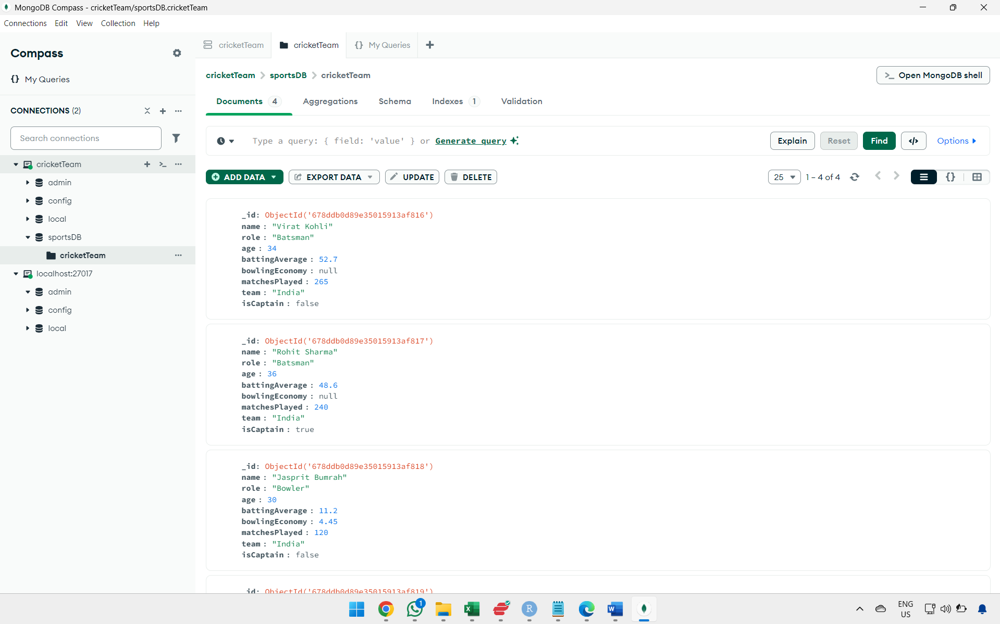 MongoDB Compass - cricketTeam/sportsDB.cricketTeam
Connections Edit View Collection Help
Compass
{} My Queries
CONNECTIONS (2)
Search connections
cricketTeam
admin
config
local
sportsDB
cricketTeam
localhost:27017
admin
config
local
cricketTeam
cricketTeam
{} My Queries
cricketTeam > sportsDB > cricketTeam
>_ Open MongoDB shell
Documents 4 Aggregations Schema Indexes 1 Validation
Type a query: { field: 'value' } or Generate query
Explain Reset Find </> Options
ADD DATA EXPORT DATA UPDATE DELETE
25 1 – 4 of 4 {}
_id: ObjectId('678ddb0d89e35015913af816')
name : "Virat Kohli"
role : "Batsman"
age : 34
battingAverage : 52.7
bowlingEconomy : null
matchesPlayed : 265
team : "India"
isCaptain : false
_id: ObjectId('678ddb0d89e35015913af817')
name : "Rohit Sharma"
role : "Batsman"
age : 36
battingAverage : 48.6
bowlingEconomy : null
matchesPlayed : 240
team : "India"
isCaptain : true
_id: ObjectId('678ddb0d89e35015913af818')
name : "Jasprit Bumrah"
role : "Bowler"
age : 30
battingAverage : 11.2
bowlingEconomy : 4.45
matchesPlayed : 120
team : "India"
isCaptain : false
_id: ObjectId('678ddb0d89e35015913af819')
1
R
ENG
US